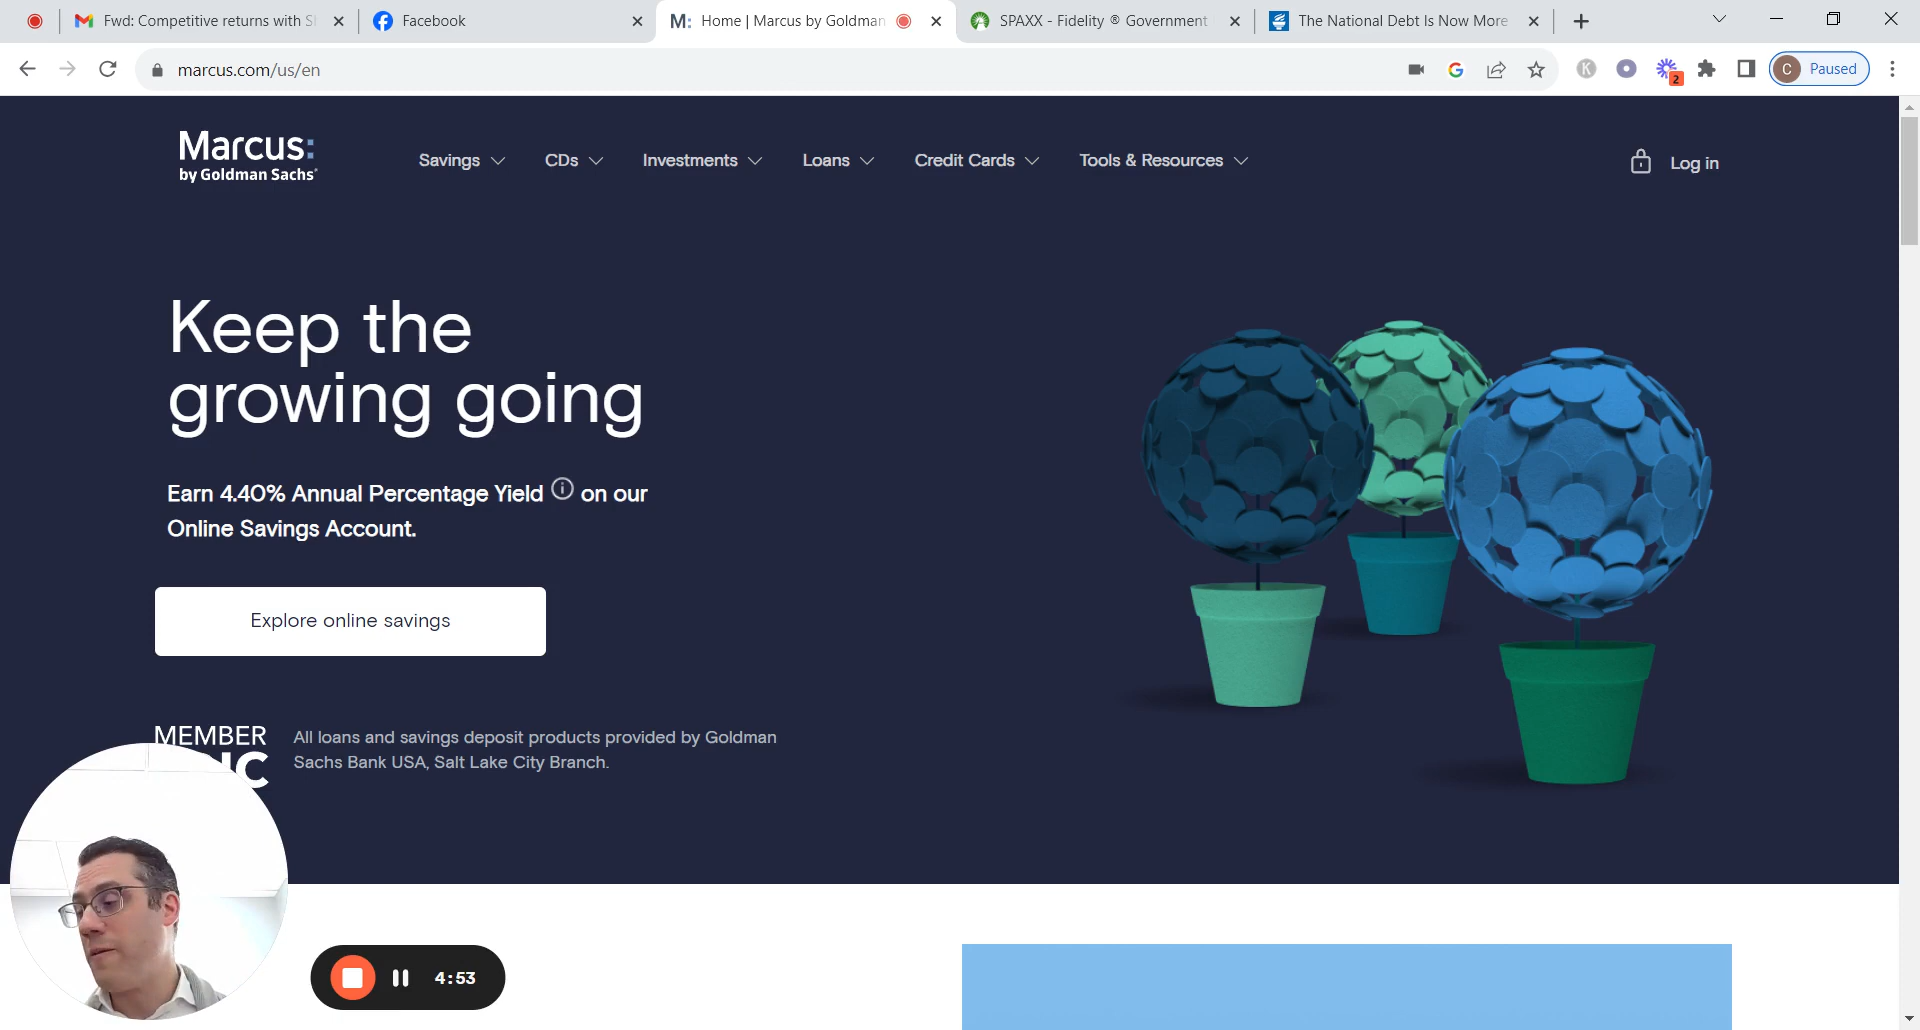 Fwd: Competitive returns with S
Facebook
M: Home | Marcus by Goldman
SPAXX - Fidelity ® Government
The National Debt Is Now More
marcus.com/us/en
K
2
C Paused
Marcus:
by Goldman Sachs®
Savings
CDs
Investments
Loans
Credit Cards
Tools & Resources
Log in
Keep the
growing going
Earn 4.40% Annual Percentage Yield on our
Online Savings Account.
Explore online savings
MEMBER
All loans and savings deposit products provided by Goldman
Sachs Bank USA, Salt Lake City Branch.
4:53